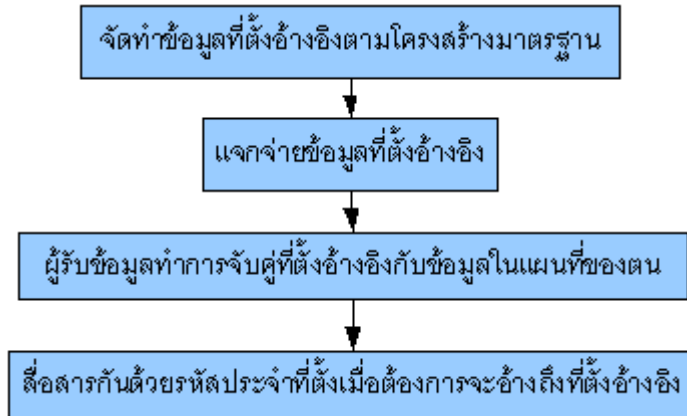 จัดทำข้อมูลที่ตั้งอ้างอิงตามโครงสร้างมาตรฐาน
แจกจ่ายข้อมูลที่ตั้งอ้างอิง
ผู้รับข้อมูลทำการจับคู่ที่ตั้งอ้างอิงกับข้อมูลในแผนที่ของตน
สื่อสารกันด้วยรหัสประจำที่ตั้งเมื่อต้องการจะอ้างถึงที่ตั้งอ้างอิง